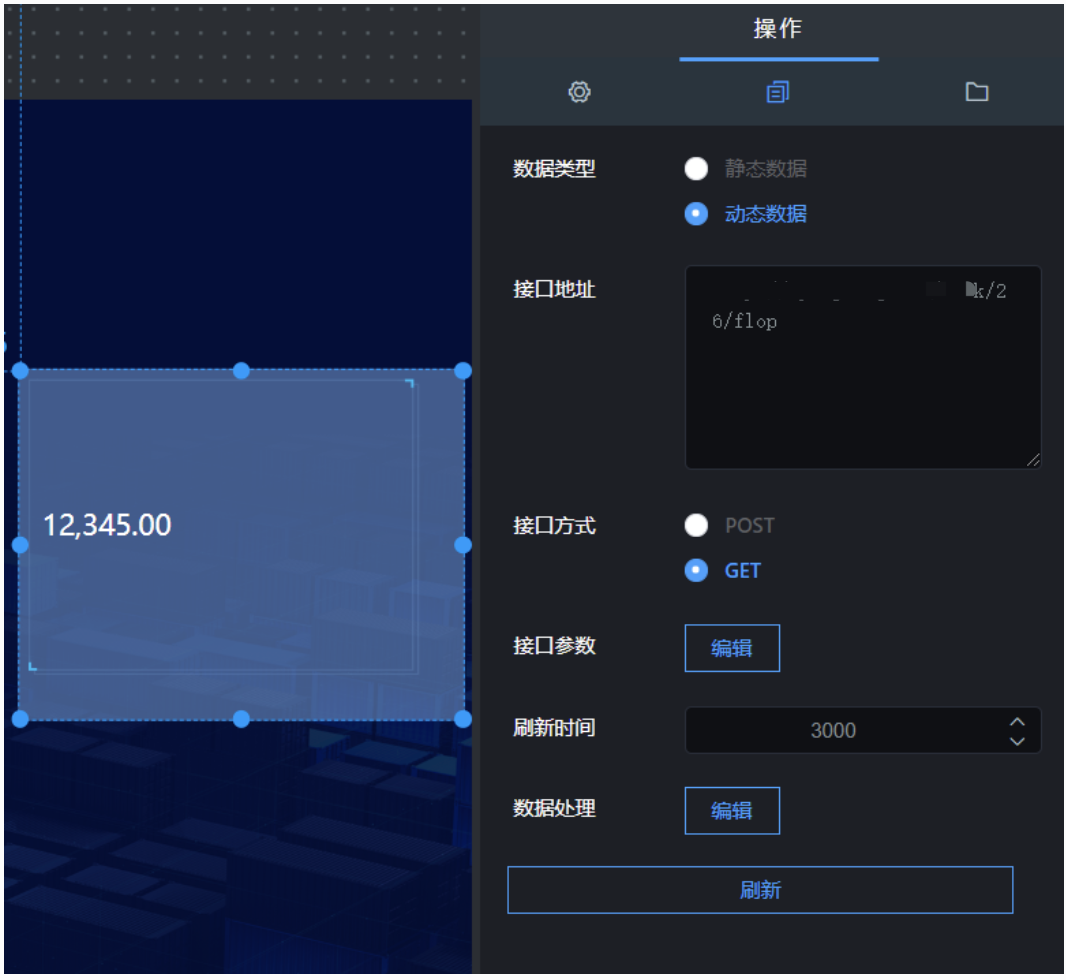 操作
数据类型
静态数据
动态数据
接口地址
k/2
6/flop
12,345.00
接口方式
POST
GET
接口参数
编辑
刷新时间
3000
数据处理
编辑
刷新